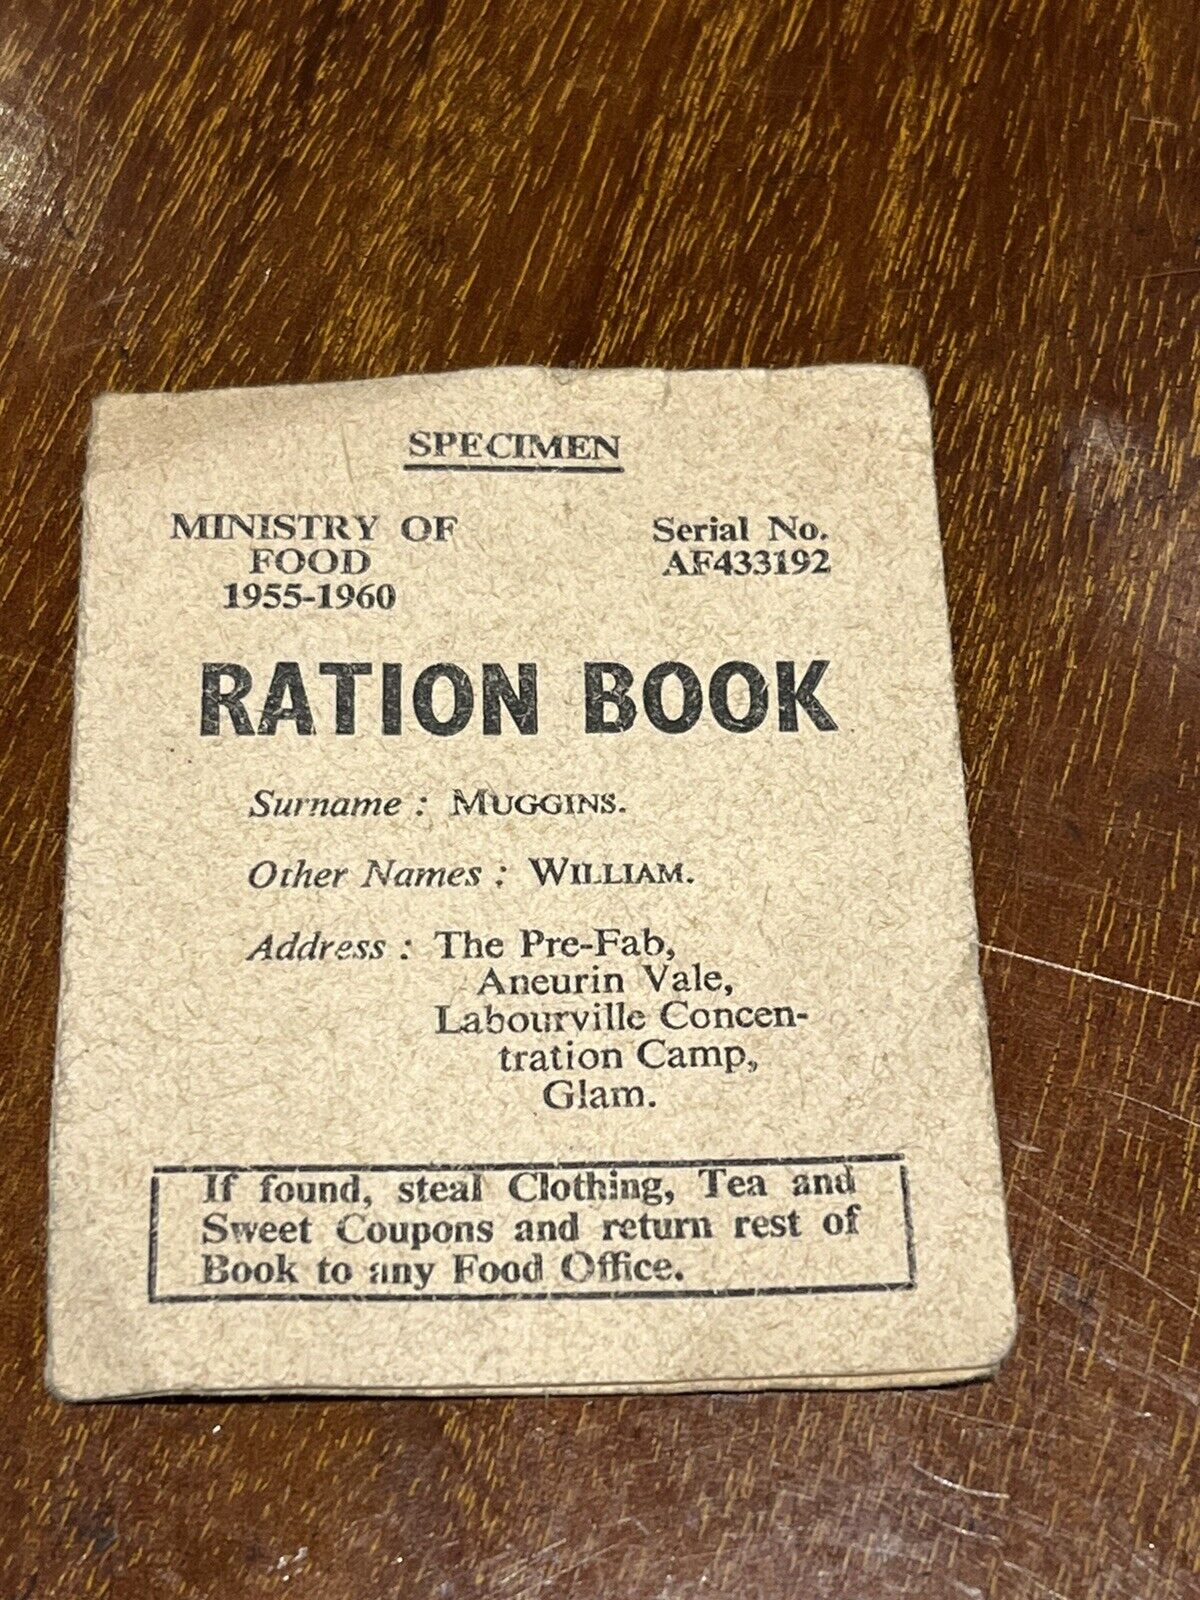 SPECIMEN
MINISTRY OF
FOOD
1955-1960
Serial No.
AF433192
RATION BOOK
Surname : MUGGINS.
Other Names : WILLIAM.
Address : The Pre-Fab,
Aneurin Vale,
Labourville Concen-
tration Camp,
Glam.
If found, steal Clothing, Tea and
Sweet Coupons and return rest of
Book to any Food Office.